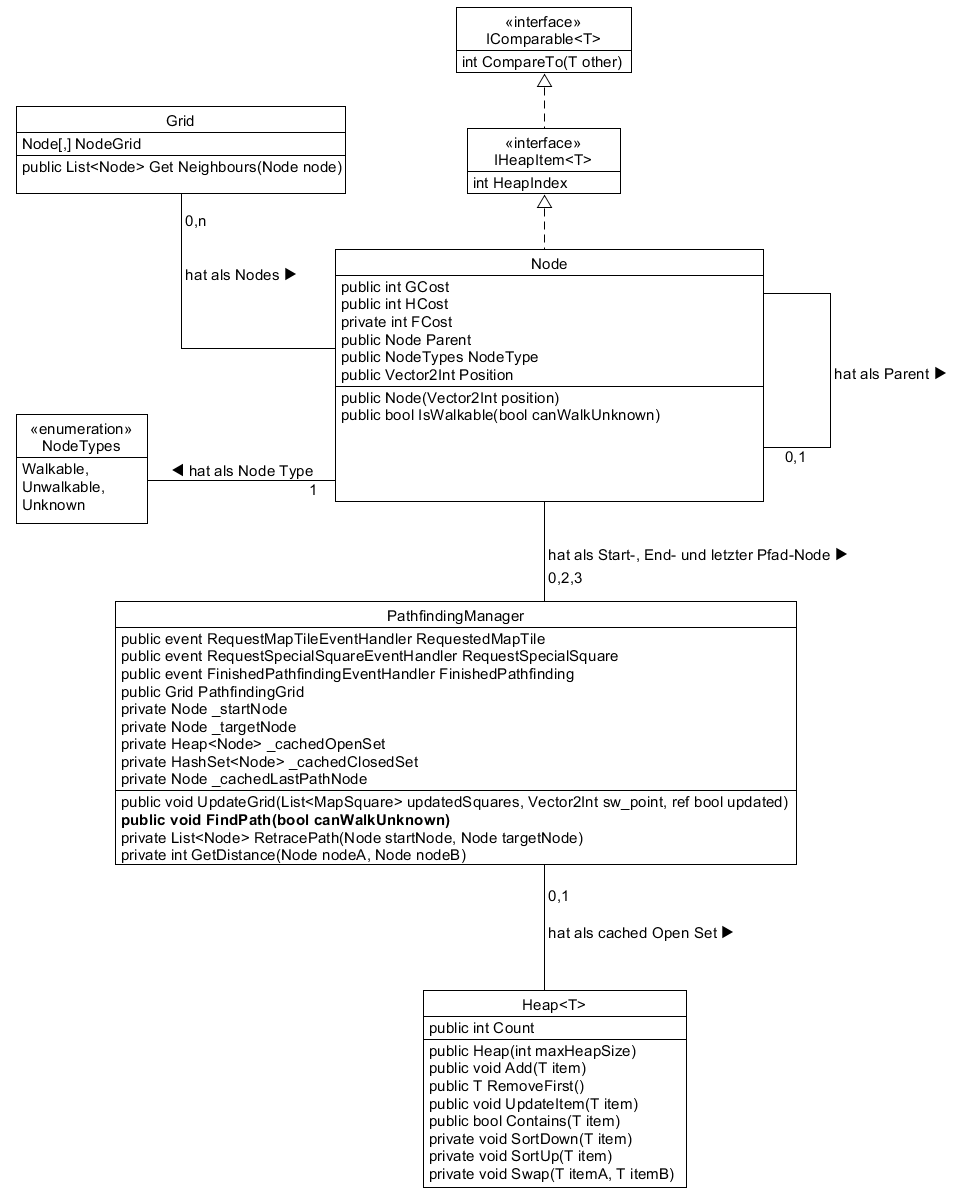 «interface»
IComparable<T>
int CompareTo(T other)
Grid
Node[,] NodeGrid
public List<Node> Get Neighbours(Node node)
«interface»
IHeapItem<T>
int HeapIndex
0,n
hat als Nodes ▶
Node
public int GCost
public int HCost
private int FCost
public Node Parent
public NodeTypes NodeType
public Vector2Int Position
public Node(Vector2Int position)
public bool IsWalkable(bool canWalkUnknown)
hat als Parent ▶
0,1
«enumeration»
NodeTypes
Walkable,
Unwalkable,
Unknown
◀ hat als Node Type
1
hat als Start-, End- und letzter Pfad-Node ▶
0,2,3
PathfindingManager
public event RequestMapTileEventHandler RequestedMapTile
public event RequestSpecialSquareEventHandler RequestSpecialSquare
public event FinishedPathfindingEventHandler FinishedPathfinding
public Grid PathfindingGrid
private Node _startNode
private Node _targetNode
private Heap<Node> _cachedOpenSet
private HashSet<Node> _cachedClosedSet
private Node _cachedLastPathNode
public void UpdateGrid(List<MapSquare> updatedSquares, Vector2Int sw_point, ref bool updated)
public void FindPath(bool canWalkUnknown)
private List<Node> RetracePath(Node startNode, Node targetNode)
private int GetDistance(Node nodeA, Node nodeB)
0,1
hat als cached Open Set ▶
Heap<T>
public int Count
public Heap(int maxHeapSize)
public void Add(T item)
public T RemoveFirst()
public void UpdateItem(T item)
public bool Contains(T item)
private void SortDown(T item)
private void SortUp(T item)
private void Swap(T itemA, T itemB)